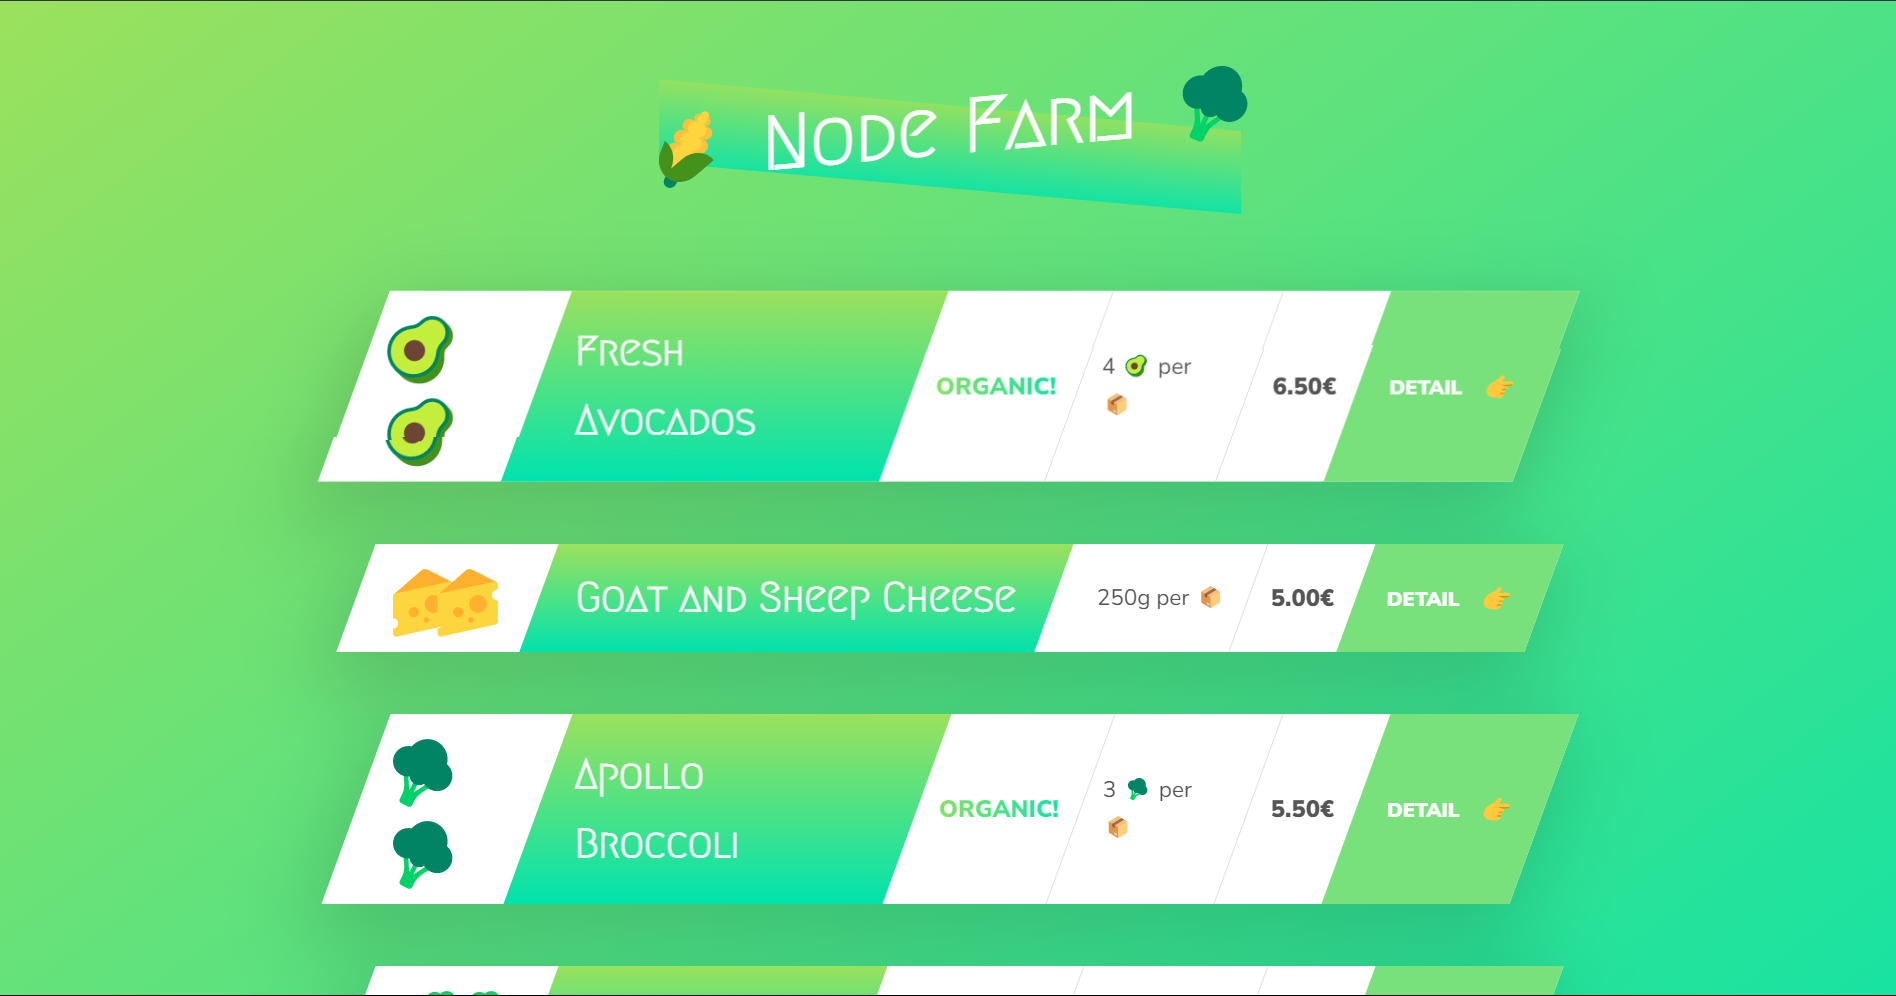 Node Farm
Fresh
Avocados
ORGANIC!
4 🥑 per
📦
6.50€
DETAIL 👉
Goat and Sheep Cheese
250g per 📦
5.00€
DETAIL 👉
Apollo
Broccoli
ORGANIC!
3 🥦 per
📦
5.50€
DETAIL 👉